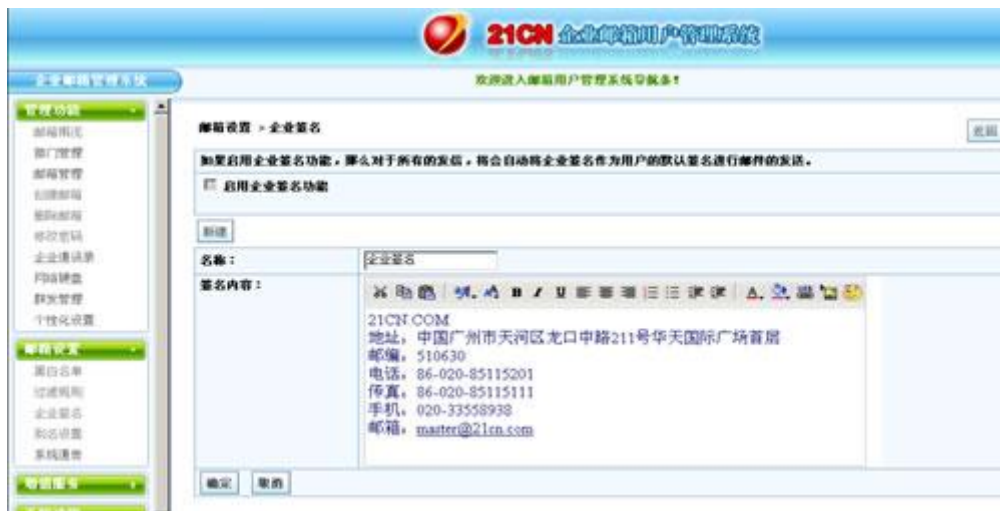 21CN 企业邮箱用户管理系统
企业邮箱管理系统
欢迎进入邮箱用户管理系统导航条!
管理功能
邮箱概况
部门管理
邮箱管理
创建邮箱
删除邮箱
修改密码
企业通讯录
网络硬盘
群发管理
个性化设置
邮箱设置
黑白名单
过滤规则
企业签名
别名设置
系统通告
邮箱设置 > 企业签名
返回
如果启用企业签名功能,那么对于所有的发信,将会自动将企业签名作为用户的默认签名进行邮件的发送。
启用企业签名功能
新建
名称:
企业签名
签名内容:
B I U
A
21CN.COM
地址:中国广州市天河区龙口中路211号华天国际广场首层
邮编:510630
电话:86-020-85115201
传真:86-020-85115111
手机:020-33558938
邮箱:master@21cn.com
确定
取消